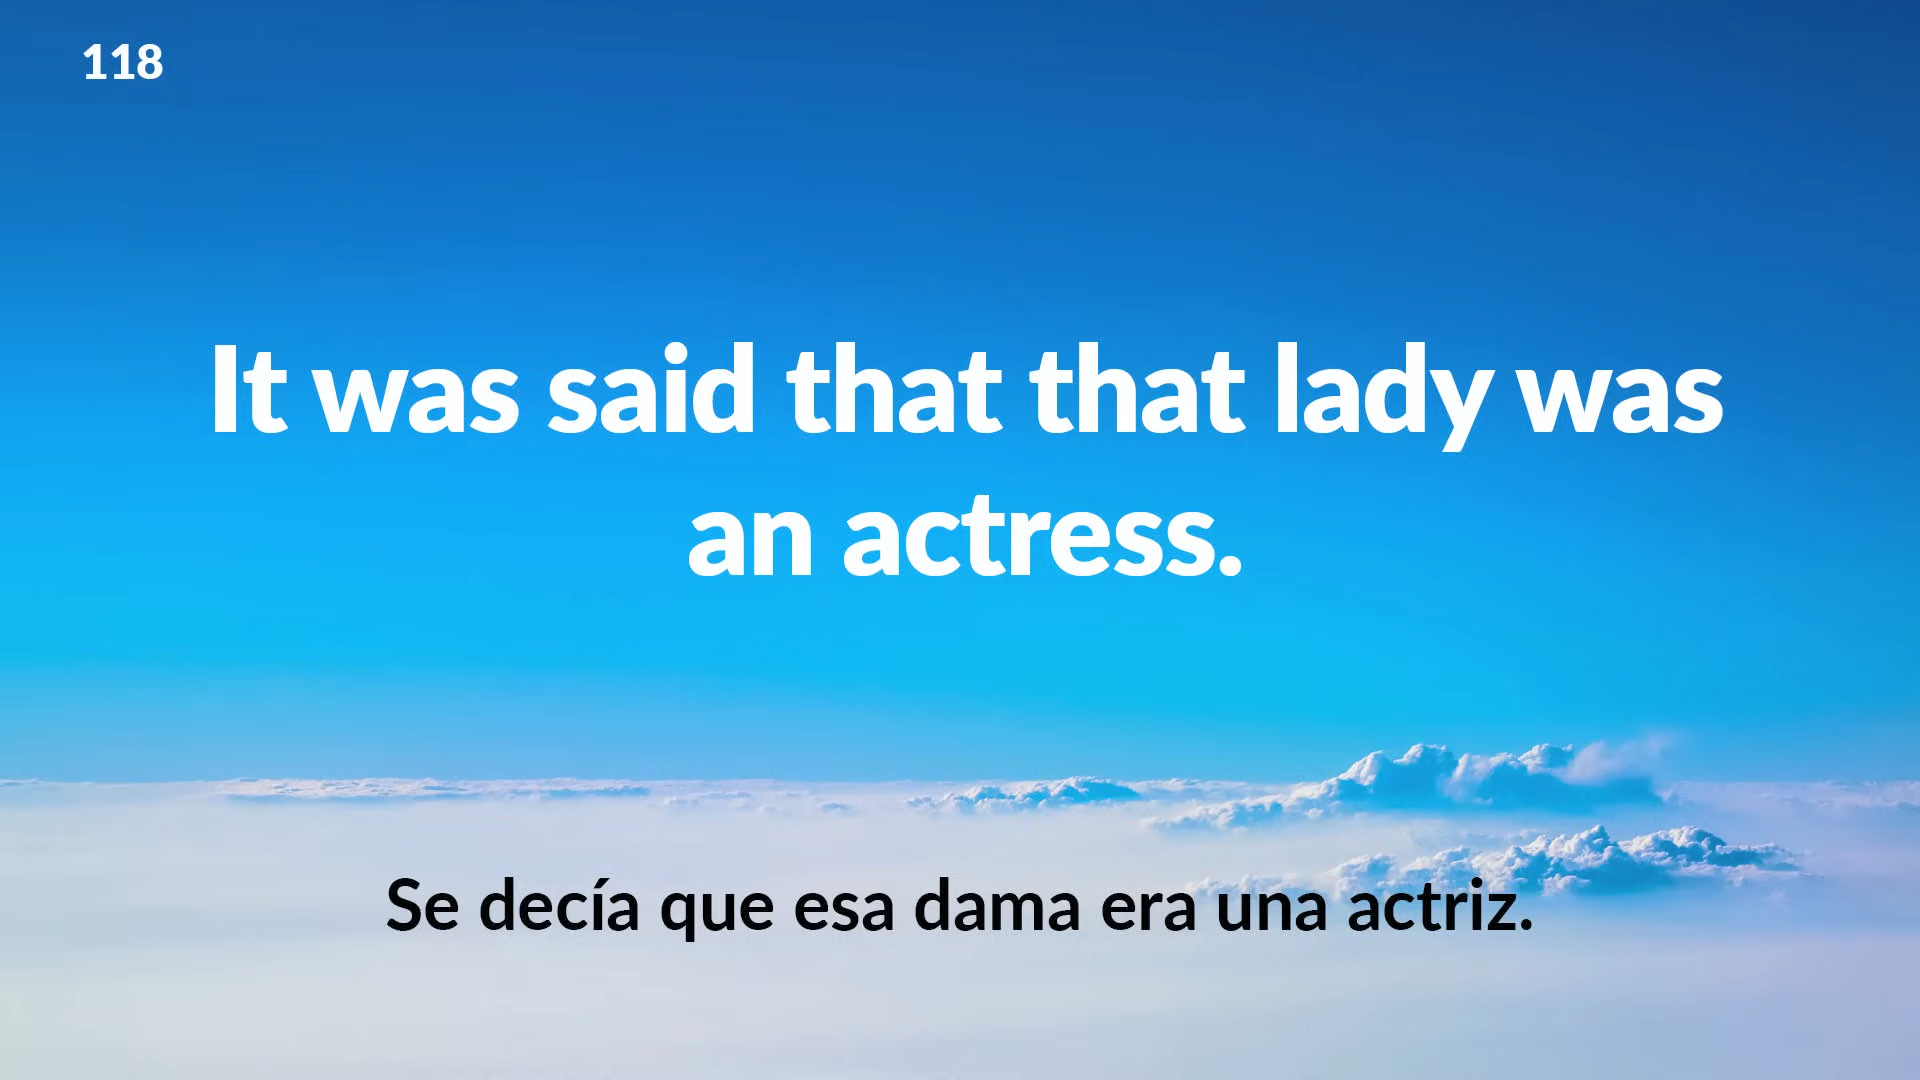 118
It was said that that lady was
an actress.
Se decía que esa dama era una actriz.